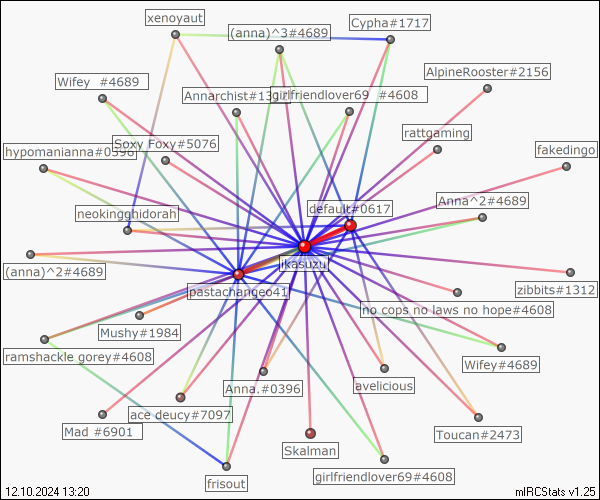 xenoyaut
(anna)^3#4689
Cypha#1717
AlpineRooster#2156
Wifey #4689
Annarchist#13
girlfriendlover69 #4608
rattgaming
Soxy Foxy#5076
hypomanianna#0396
fakedingo
Anna^2#4689
default#0617
neokingghidorah
jkasuzu
(anna)^2#4689
pastachangeo41
zibbits#1312
no cops no laws no hope#4608
Mushy#1984
ramshackle gorey#4608
Wifey#4689
Anna.#0396
avelicious
ace deucy#7097
Mad #6901
Toucan#2473
Skalman
girlfriendlover69#4608
frisout
12.10.2024 13:20
mIRCStats v1.25